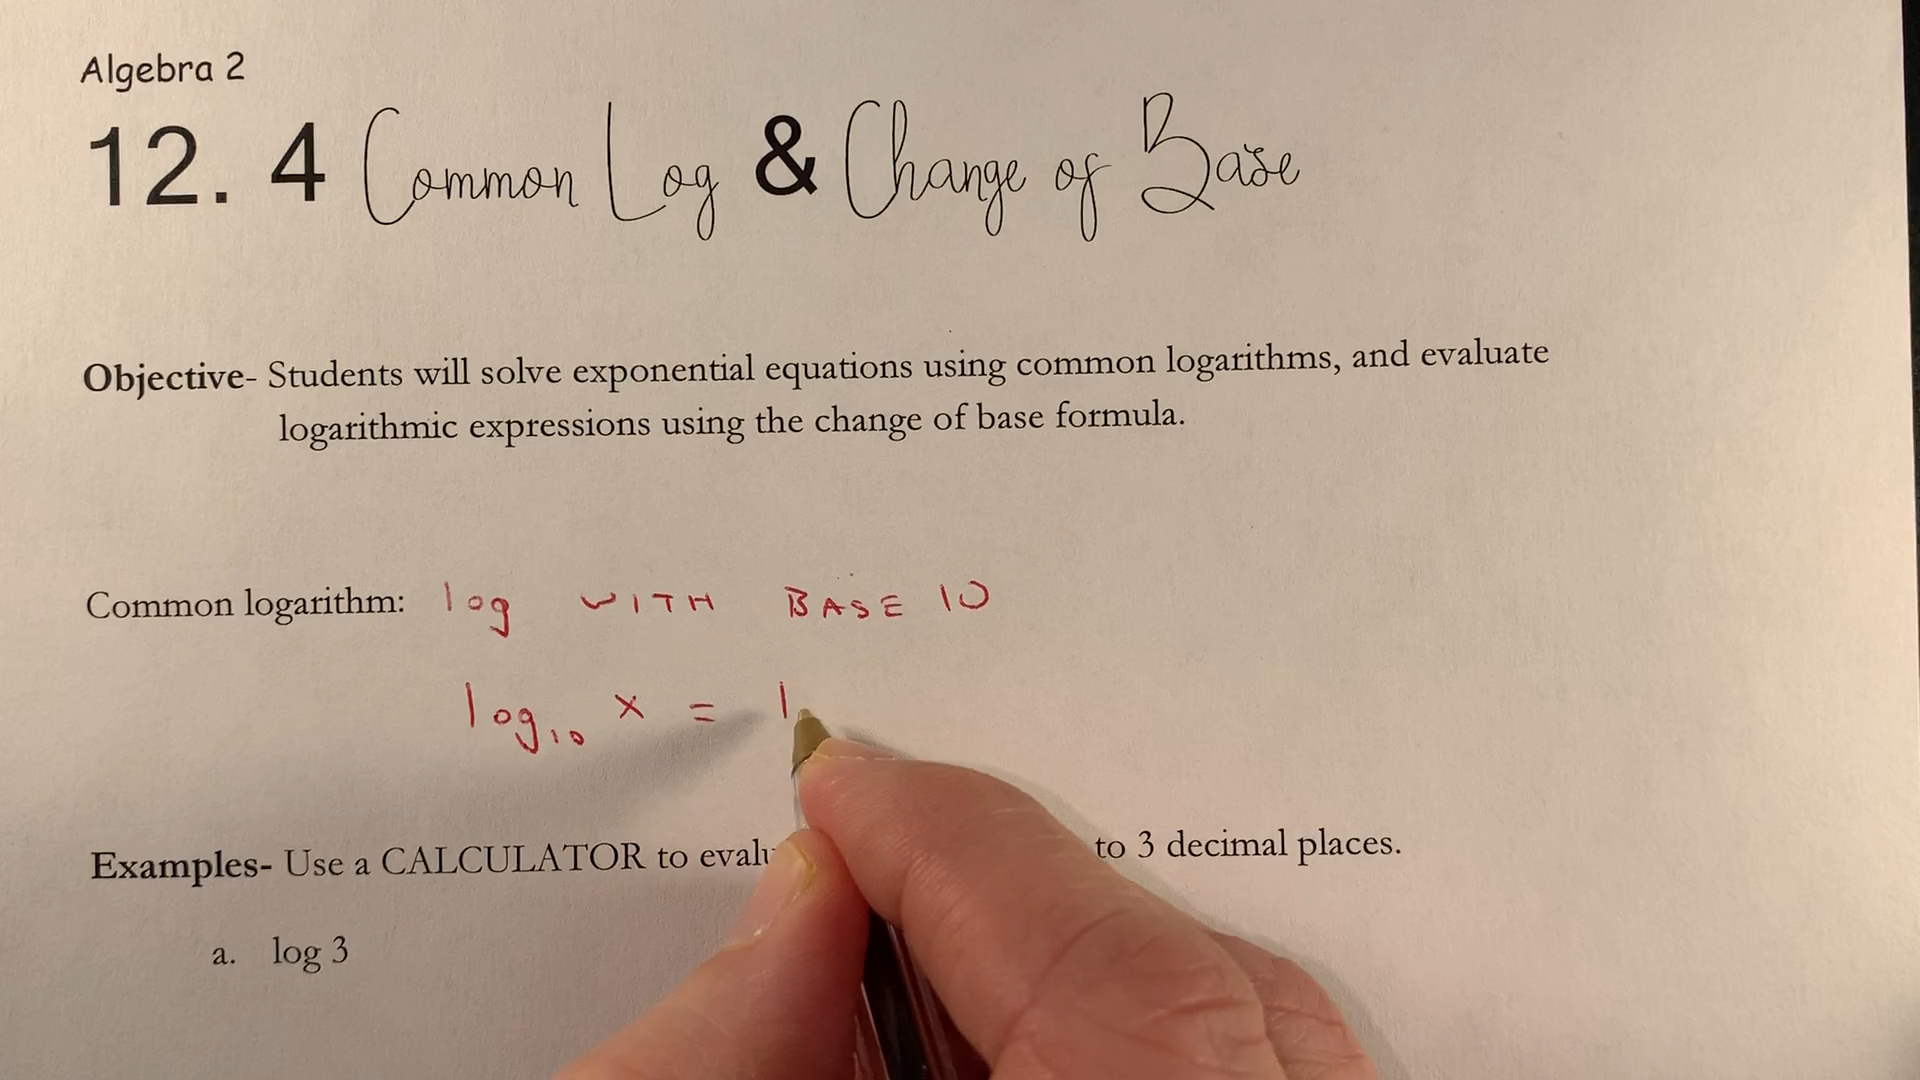 Algebra 2
12. 4 Common Log & Change of Base
Objective- Students will solve exponential equations using common logarithms, and evaluate
logarithmic expressions using the change of base formula.
Common logarithm: log WITH BASE 10
log₁₀ x = l
Examples- Use a CALCULATOR to to 3 decimal places.
a. log 3